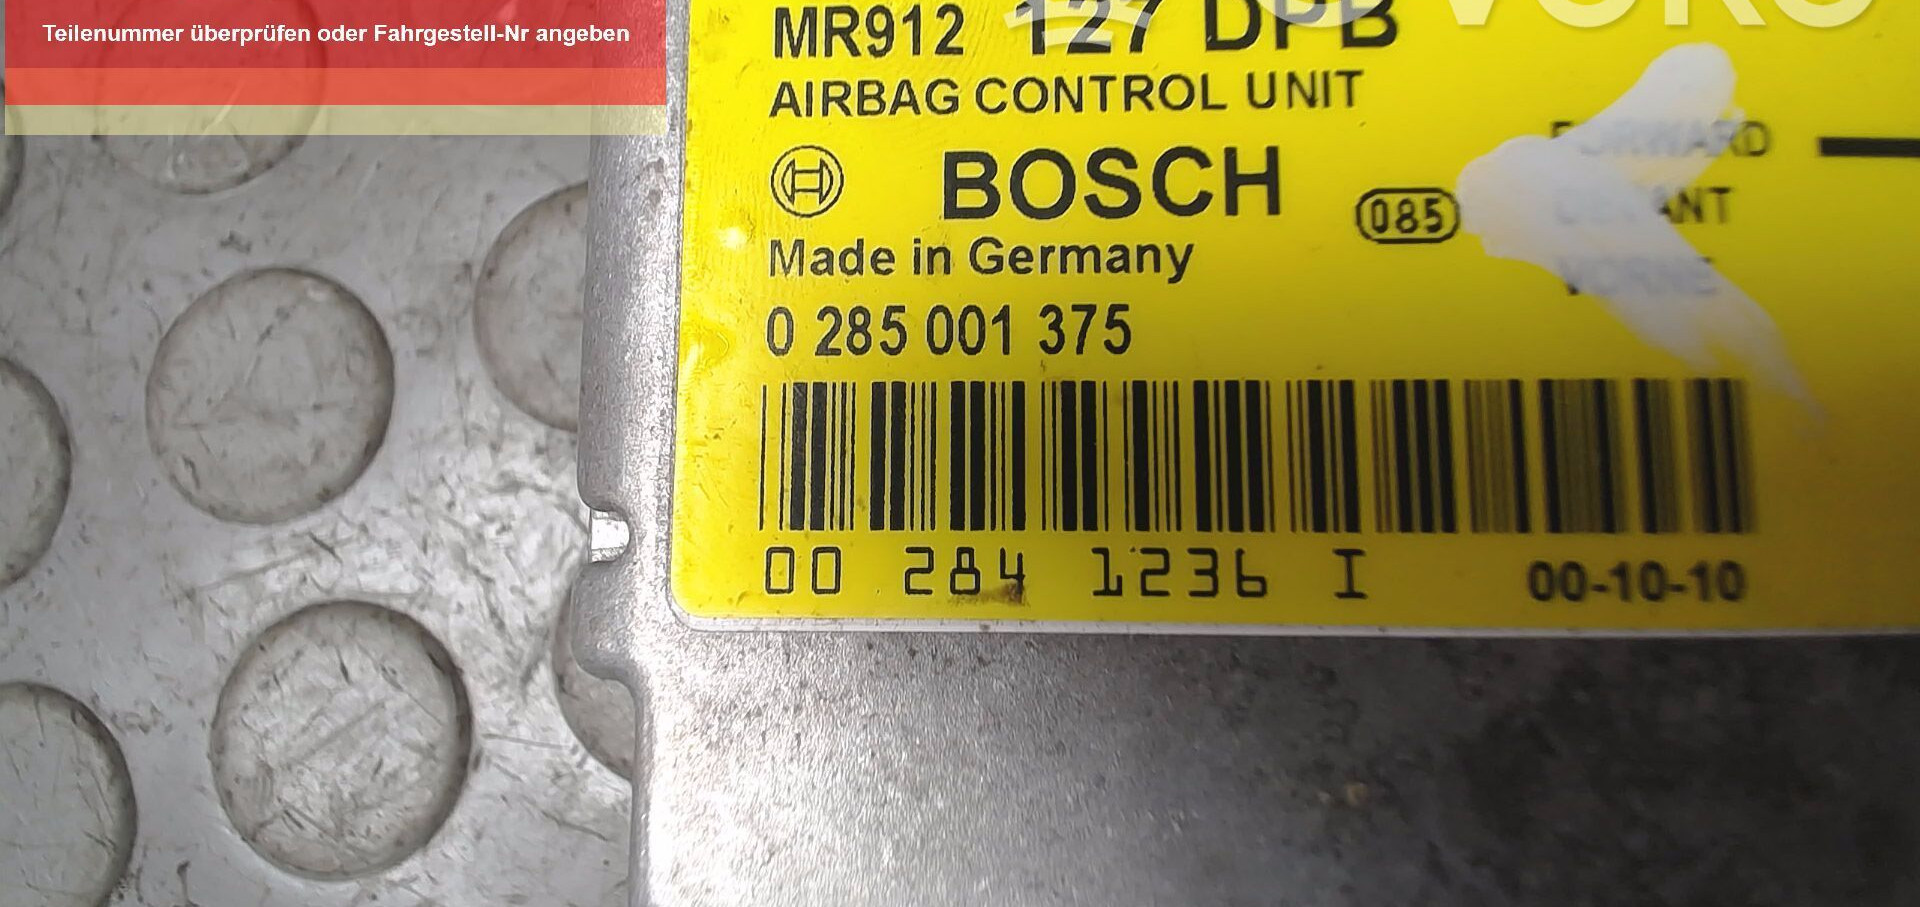 Teilenummer überprüfen oder Fahrgestell-Nr angeben
MR912 127 DPB
AIRBAG CONTROL UNIT
BOSCH
085
FORWARD
Made in Germany
0 285 001 375
00 284 1236 I
00-10-10